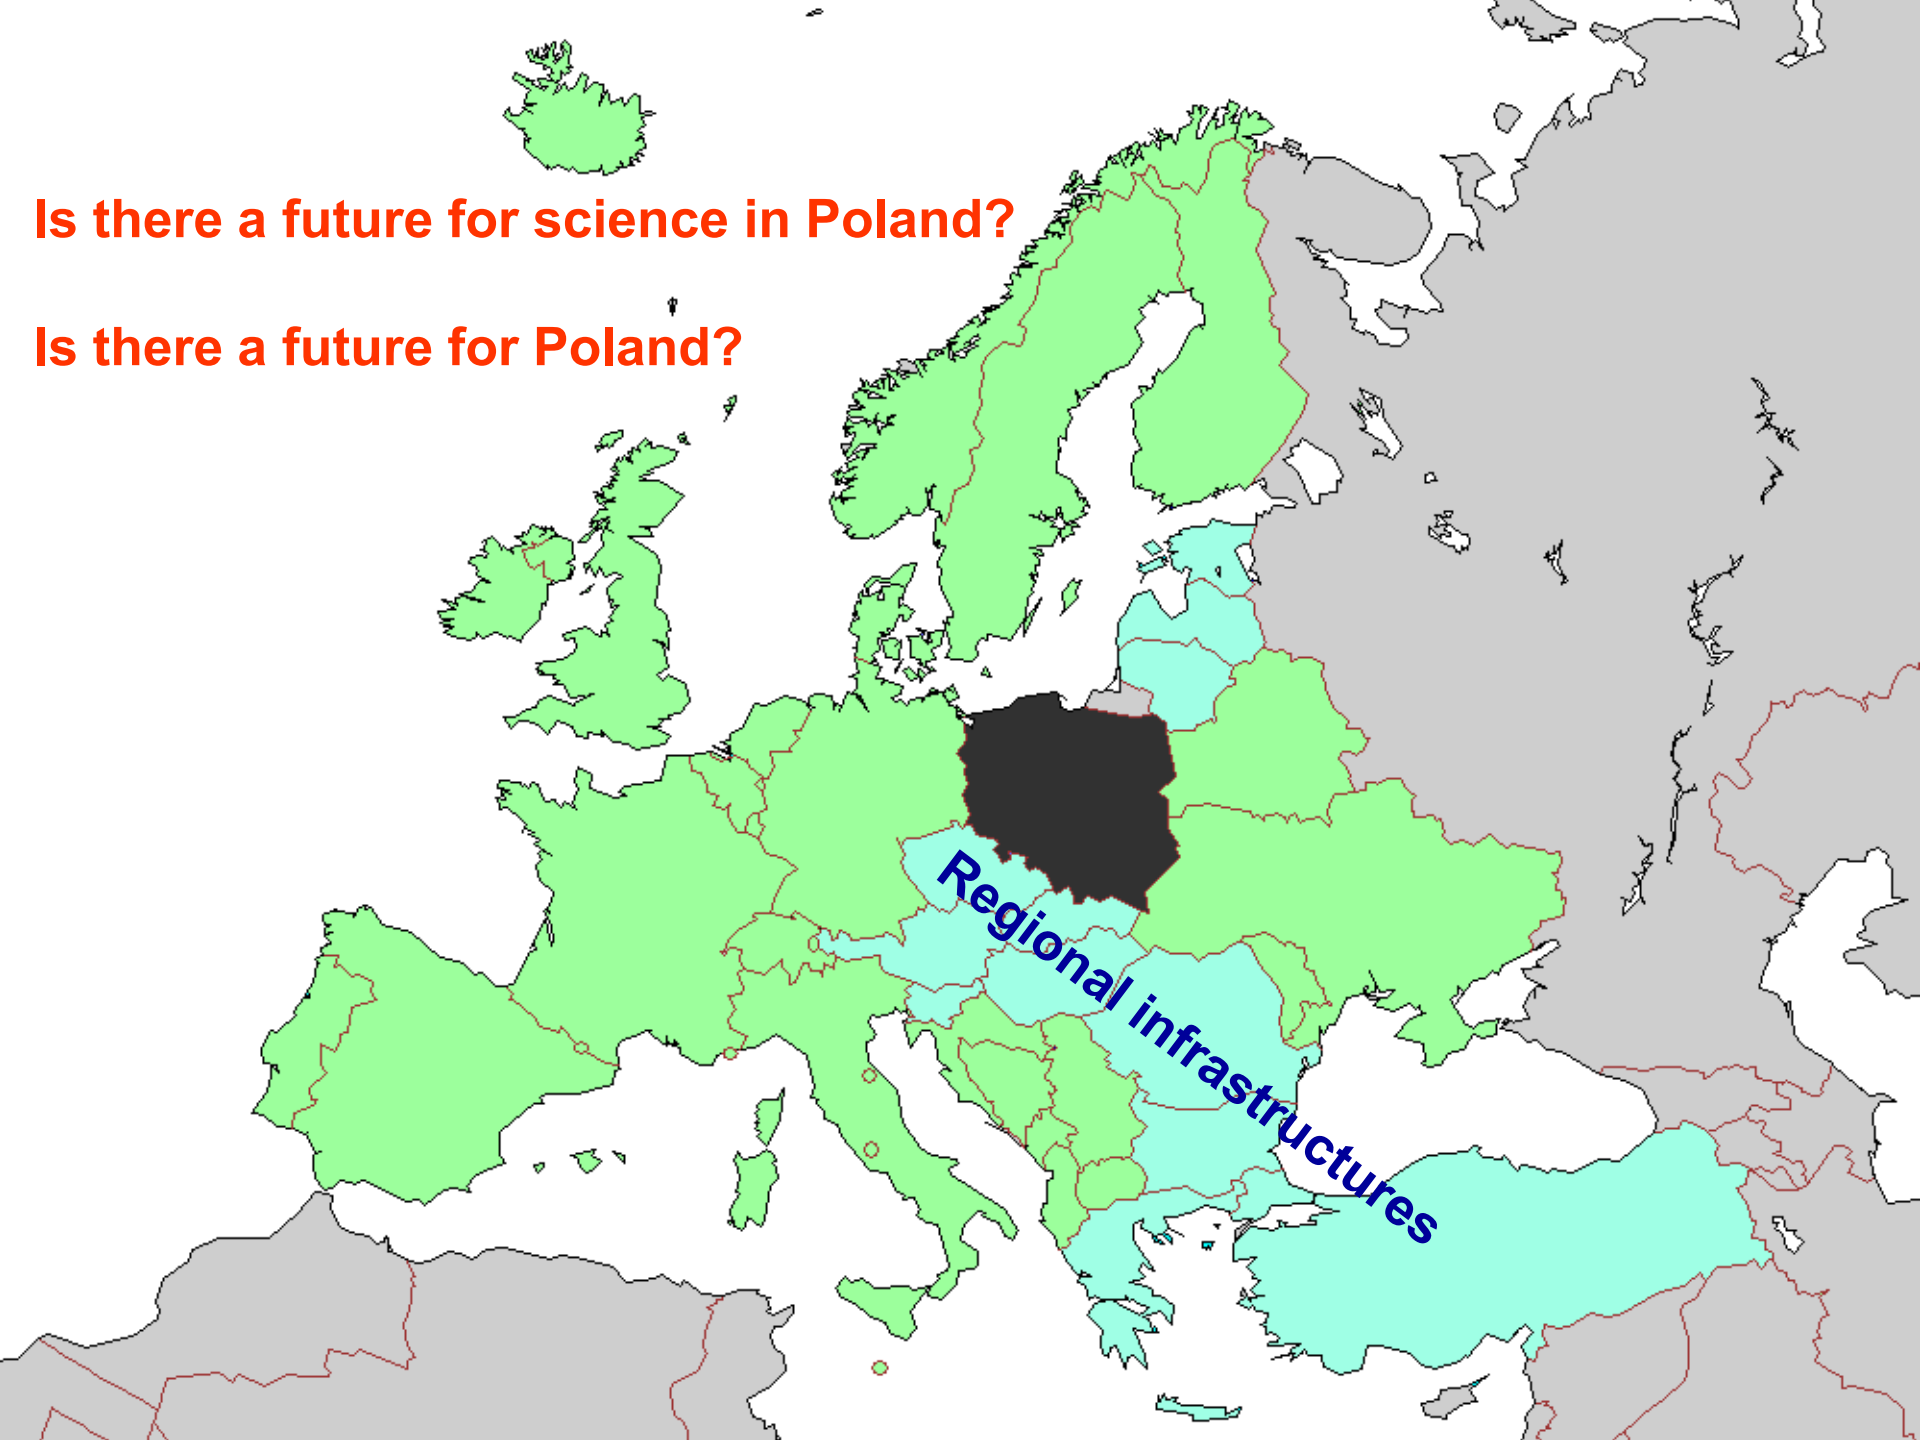 Is there a future for science in Poland?
Is there a future for Poland?
Regional infrastructures